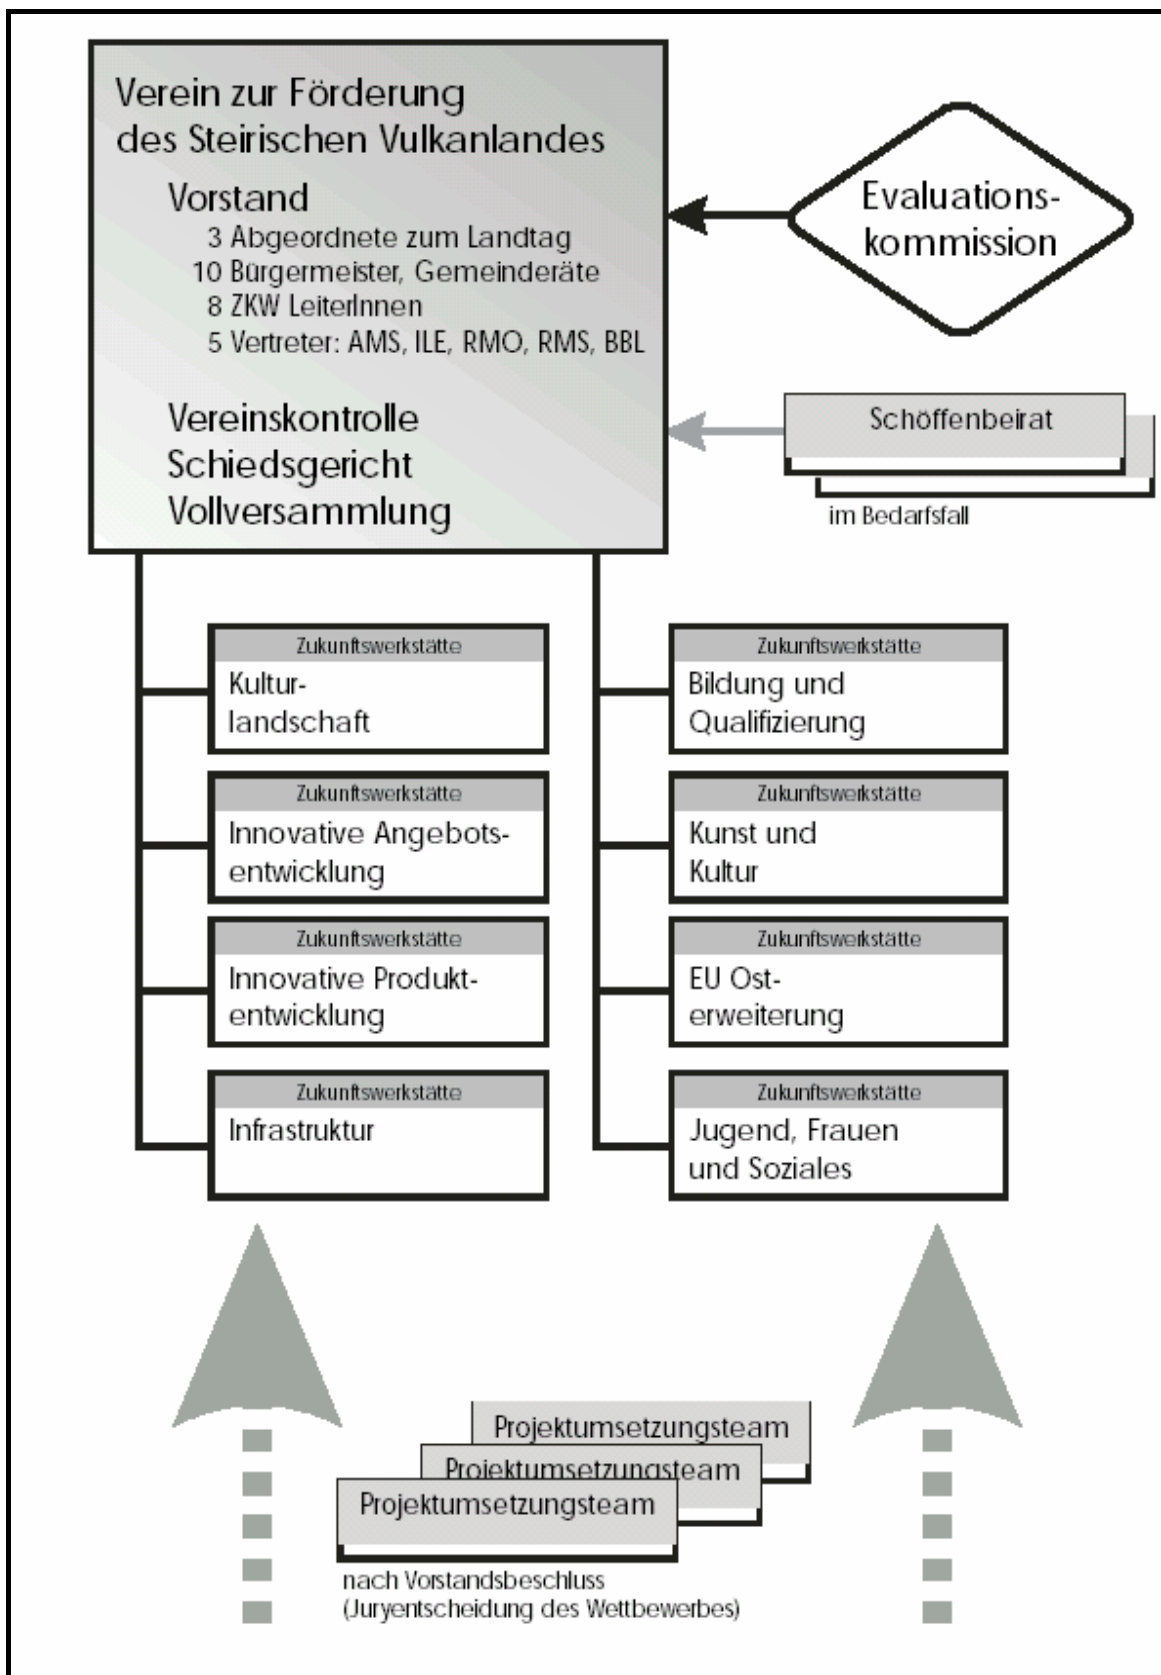 Verein zur Förderung
des Steirischen Vulkanlandes
Vorstand
3 Abgeordnete zum Landtag
10 Bürgermeister, Gemeinderäte
8 ZKW LeiterInnen
5 Vertreter: AMS, ILE, RMO, RMS, BBL
Vereinskontrolle
Schiedsgericht
Vollversammlung
Evaluations-
kommission
Schöffenbeirat
im Bedarfsfall
Zukunftswerkstätte
Kultur-
landschaft
Zukunftswerkstätte
Innovative Angebots-
entwicklung
Zukunftswerkstätte
Innovative Produkt-
entwicklung
Zukunftswerkstätte
Infrastruktur
Zukunftswerkstätte
Bildung und
Qualifizierung
Zukunftswerkstätte
Kunst und
Kultur
Zukunftswerkstätte
EU Ost-
erweiterung
Zukunftswerkstätte
Jugend, Frauen
und Soziales
Projektumsetzungsteam
Projektumsetzungsteam
Projektumsetzungsteam
nach Vorstandsbeschluss
(Juryentscheidung des Wettbewerbes)